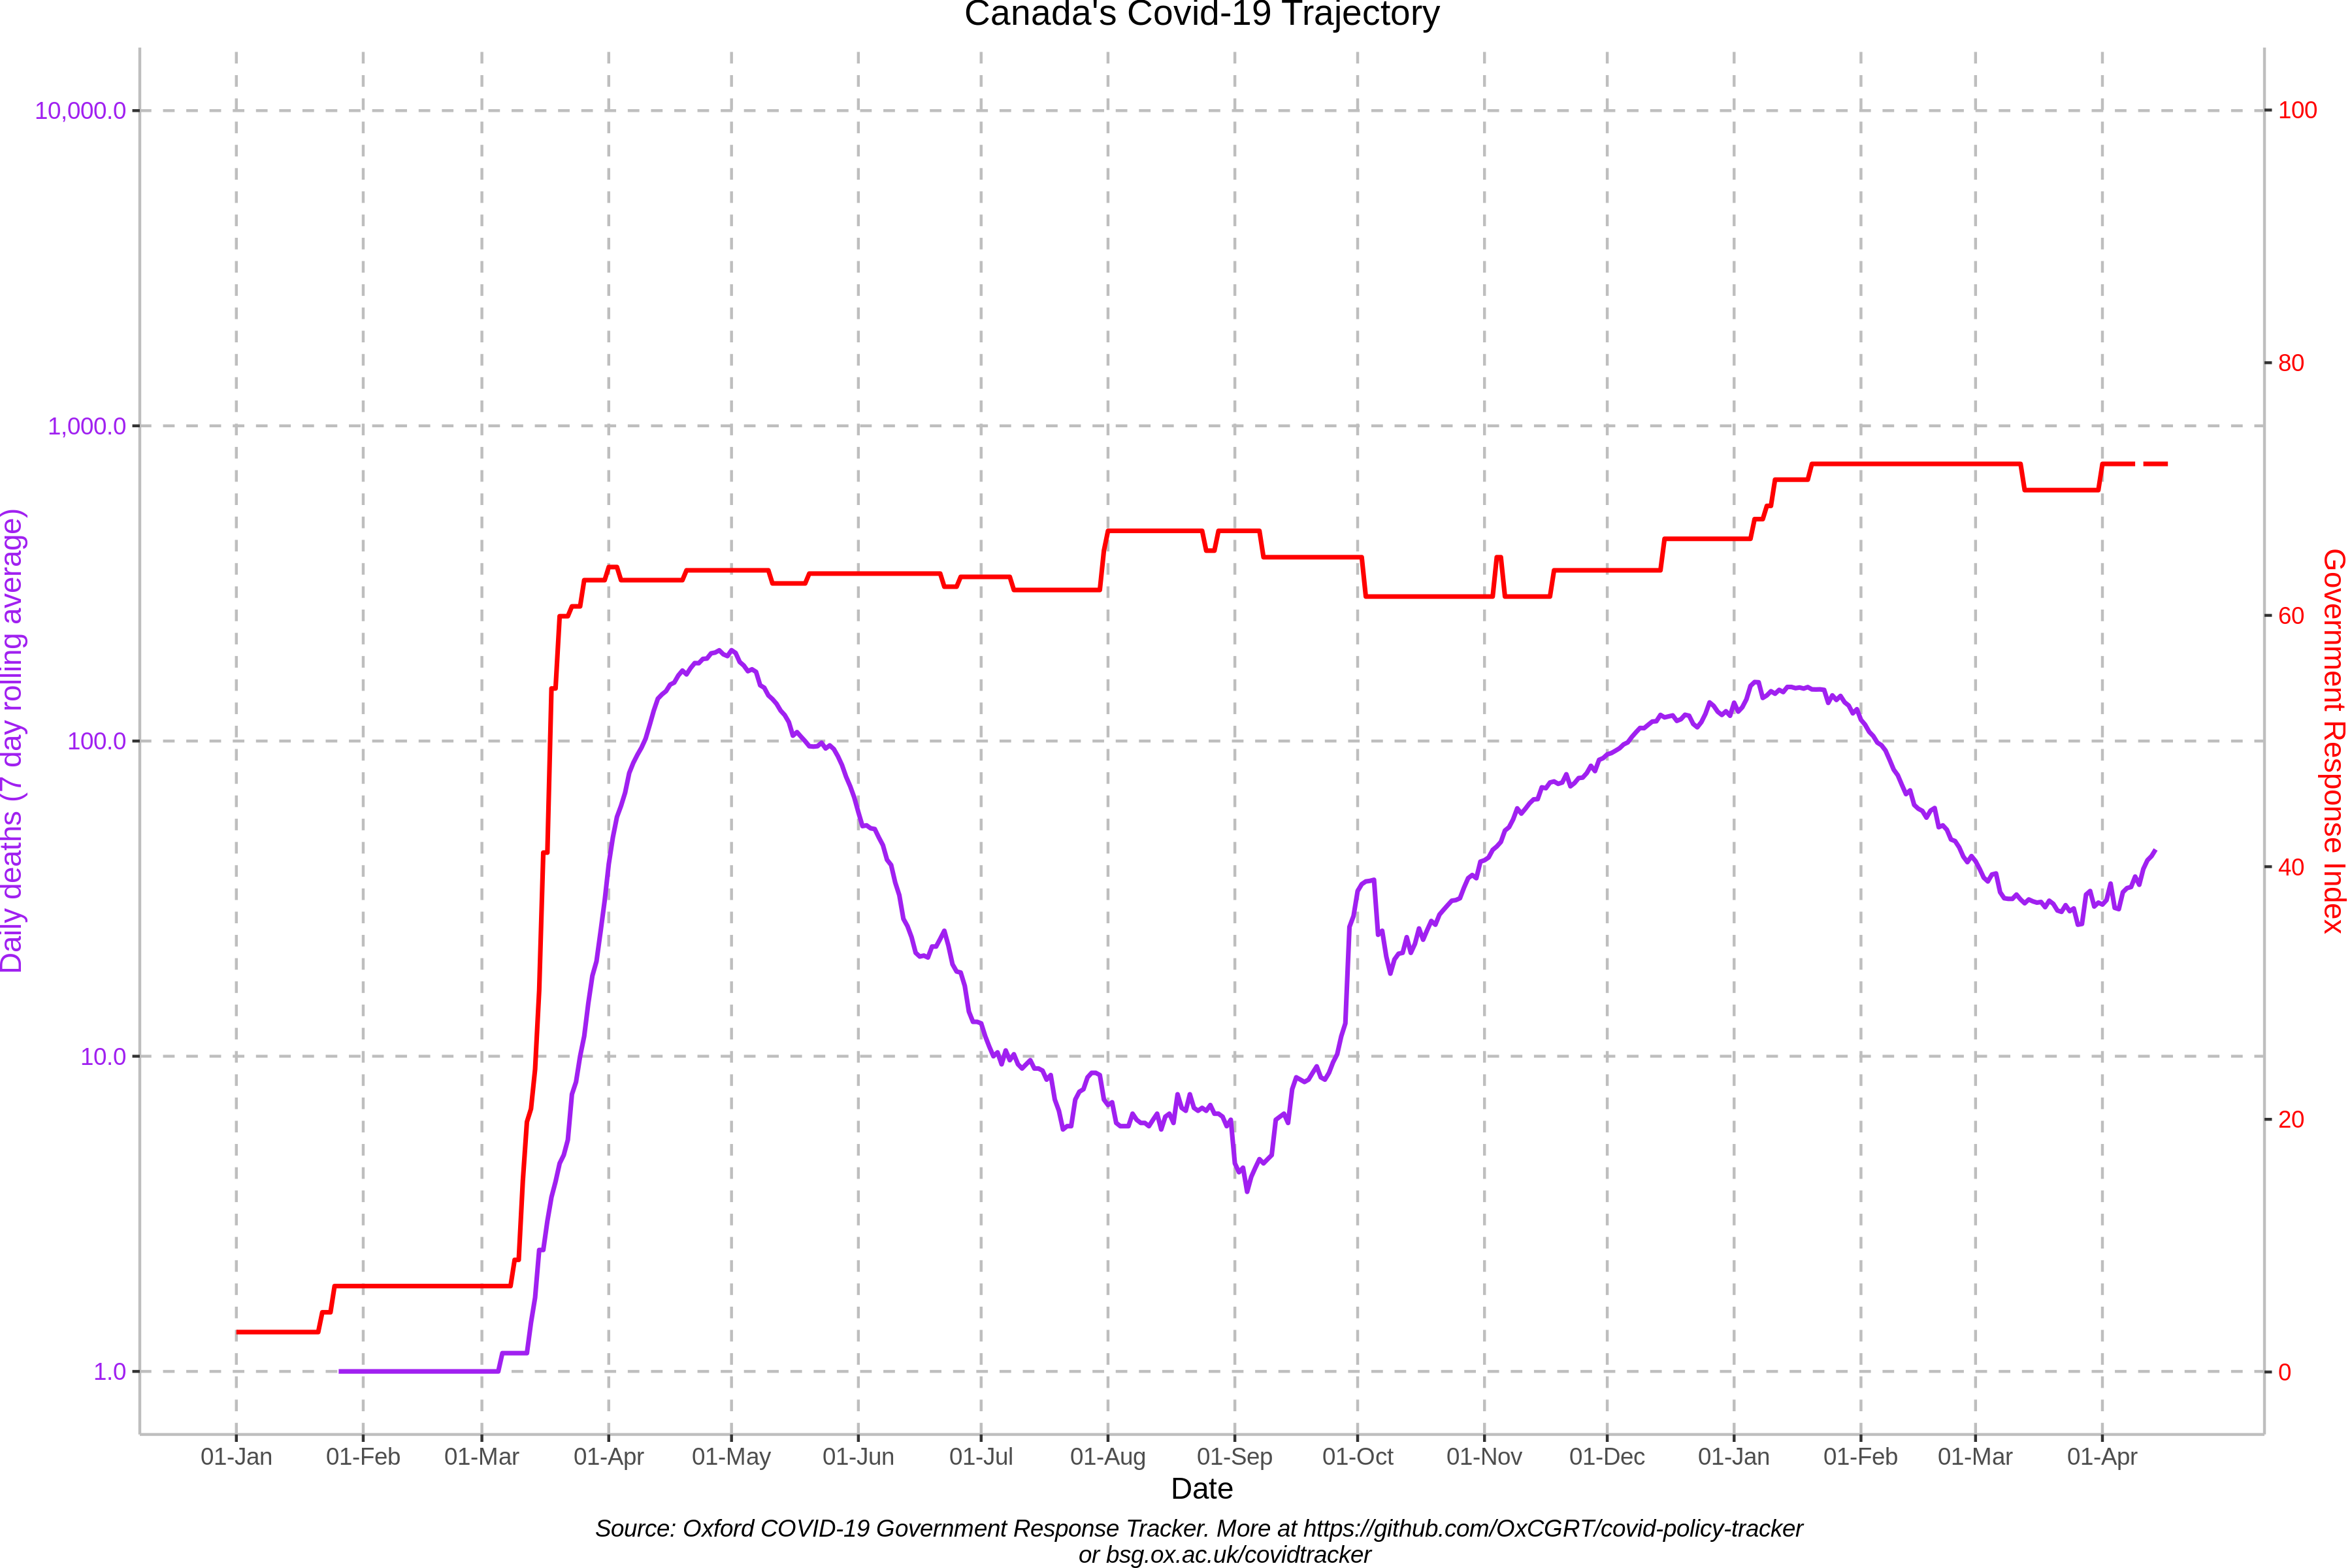 Canada's Covid-19 Trajectory
10,000.0
1,000.0
100.0
10.0
1.0
Daily deaths (7 day rolling average)
100
80
60
40
20
0
Government Response Index
01-Jan 01-Feb 01-Mar 01-Apr 01-May 01-Jun 01-Jul 01-Aug 01-Sep 01-Oct 01-Nov 01-Dec 01-Jan 01-Feb 01-Mar 01-Apr
Date
Source: Oxford COVID-19 Government Response Tracker. More at https://github.com/OxCGRT/covid-policy-tracker
or bsg.ox.ac.uk/covidtracker